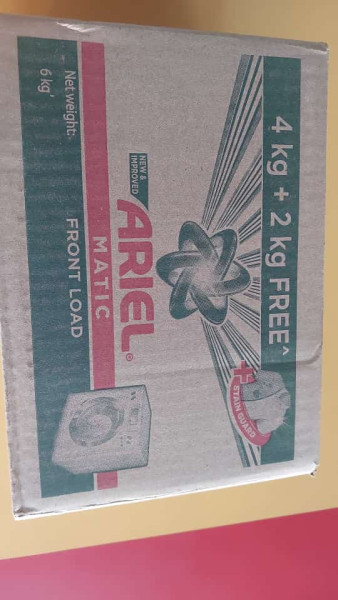 4 kg + 2 kg FREE^
+
STAIN GUARD
NEW &
IMPROVED
ARIEL®
MATIC
FRONT LOAD
Net weight:
6 kg*